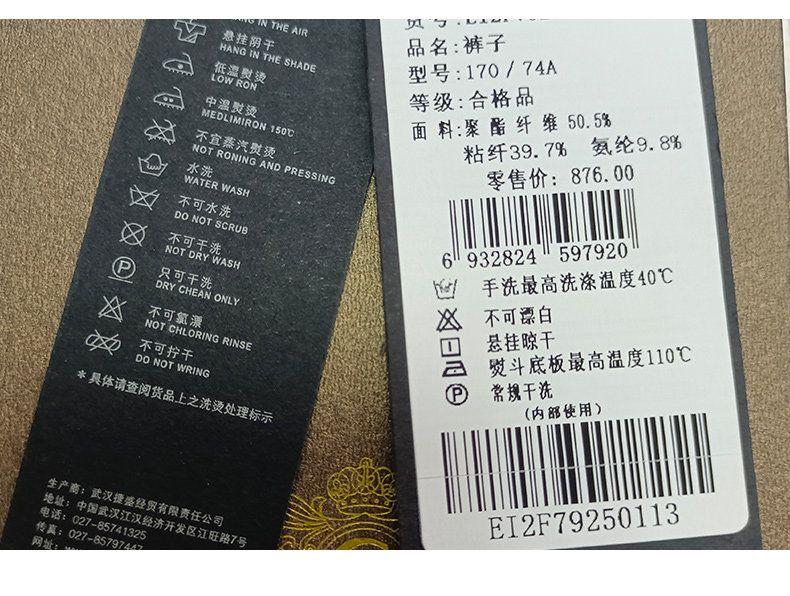 HANG IN THE AIR
悬挂阴干
HANG IN THE SHADE
低温熨烫
LOW RON
中温熨烫
MEDLIMIRON 150℃
不宜蒸汽熨烫
NOT RONING AND PRESSING
水洗
WATER WASH
不可水洗
DO NOT SCRUB
不可干洗
NOT DRY WASH
只可干洗
DRY CHEAN ONLY
不可氯漂
NOT CHLORING RINSE
不可拧干
DO NOT WRING
*具体请查阅货品上之洗烫处理标示
生产商：武汉捷盛经贸有限责任公司
地址：中国武汉江汉经济开发区江旺路7号
电话：027-85741325
传真：027-85797447
网址：
货号：
品名：裤子
型号：170/74A
等级：合格品
面料：聚酯纤维50.5%
粘纤39.7% 氨纶9.8%
零售价：876.00
6 932824 597920
手洗最高洗涤温度40℃
不可漂白
悬挂晾干
熨斗底板最高温度110℃
常规干洗
(内部使用)
EI2F79250113